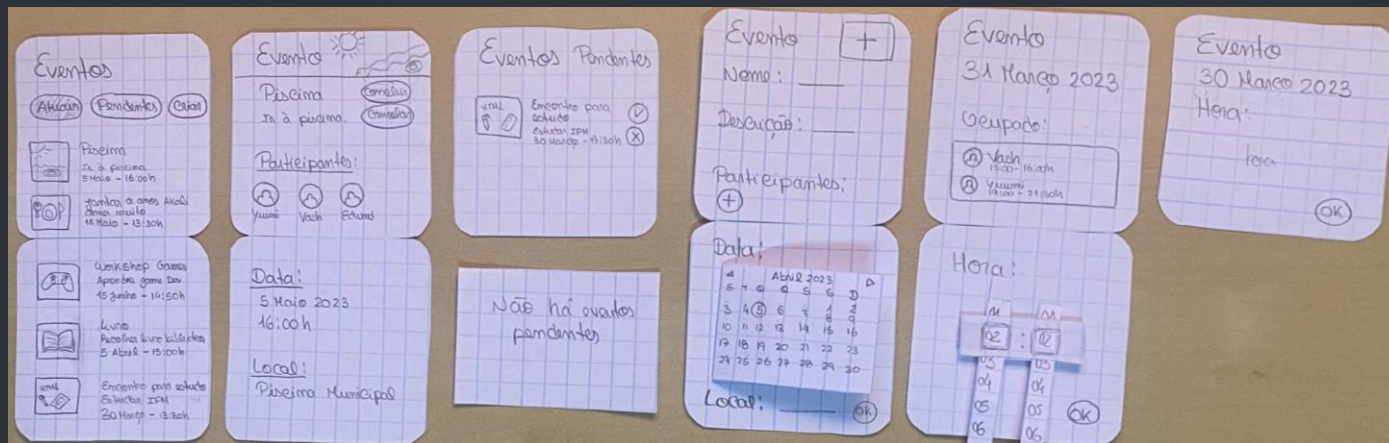 Eventos
Pendentes
Criar
Piscina
Ir à piscina
5 Maio - 16:00h
Jantar
14 Maio - 13:30h
Workshop Games
Aprender game Dev
15 Junho - 14:50h
Livro
Recolha livro biblioteca
5 Abril - 15:00h
Encontro para estudo
Estudar IPM
30 Março - 13:30h
Evento
Piscina
Cancelar
Ir à piscina.
Participantes:
Yuumi Vach
Data:
5 Maio 2023
16:00h
Local:
Piscina Municipal
Eventos Pendentes
Encontro para
estudo
Estudar IPM
30 Março - 13:30h
Não há eventos
pendentes
Evento +
Nome:
Descrição:
Participantes:
+
Data:
Abril 2023
S T Q Q S S D
1 2
3 4 5 6 7 8 9
10 11 12 13 14 15 16
17 18 19 20 21 22 23
24 25 26 27 28 29 30
Local: OK
Evento
31 Março 2023
Ocupado:
Vach
15:00 - 16:00h
Yuumi
Hora:
02 : 02
03 03
04 04
05 05
06 06
OK
Evento
30 Março 2023
Hora:
OK